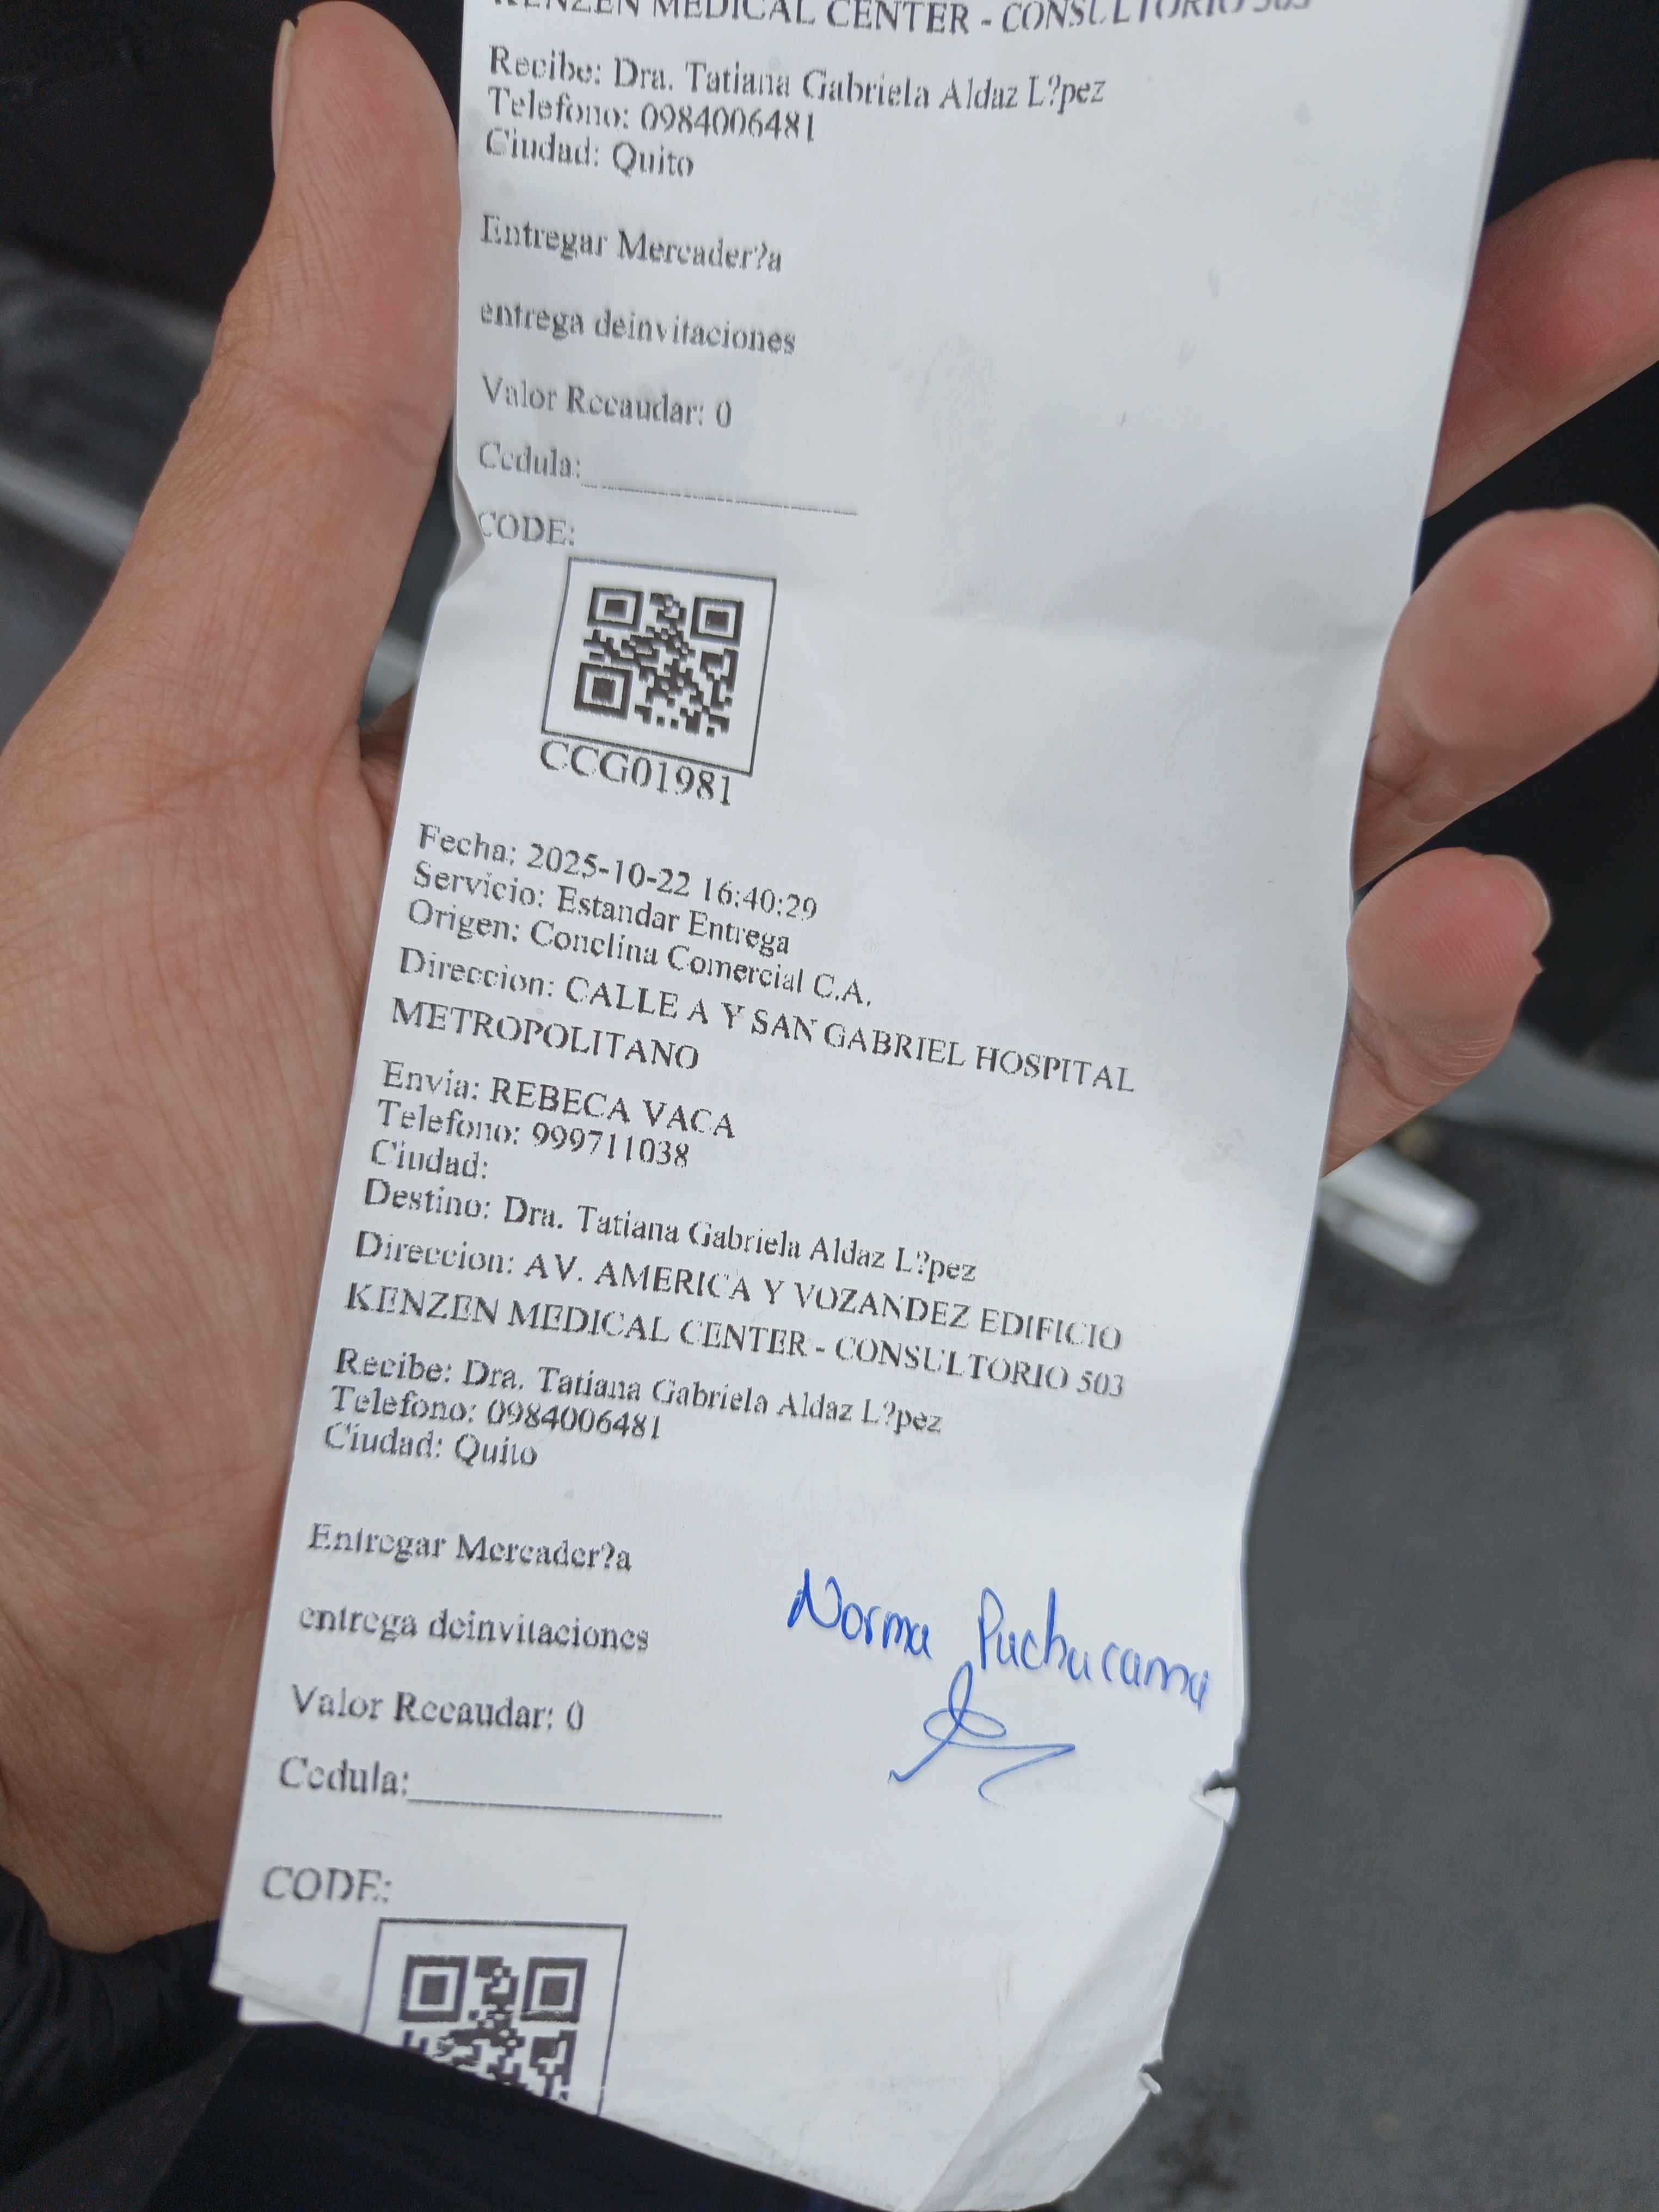 KENZEN MEDICAL CENTER - CONSULTORIO 503
Recibe: Dra. Tatiana Gabriela Aldaz L?pez
Telefono: 0984006481
Ciudad: Quito
Entregar Mercader?a
entrega deinvitaciones
Valor Recaudar: 0
Cedula:
CODE:
CCG01981
Fecha: 2025-10-22 16:40:29
Servicio: Estandar Entrega
Origen: Conclina Comercial C.A.
Direccion: CALLE A Y SAN GABRIEL HOSPITAL
METROPOLITANO
Envia: REBECA VACA
Telefono: 999711038
Ciudad:
Destino: Dra. Tatiana Gabriela Aldaz L?pez
Direccion: AV. AMERICA Y VOZANDEZ EDIFICIO
KENZEN MEDICAL CENTER - CONSULTORIO 503
Recibe: Dra. Tatiana Gabriela Aldaz L?pez
Telefono: 0984006481
Ciudad: Quito
Entregar Mercader?a
entrega deinvitaciones
Norma Puchucama
Valor Recaudar: 0
Cedula:
CODE: